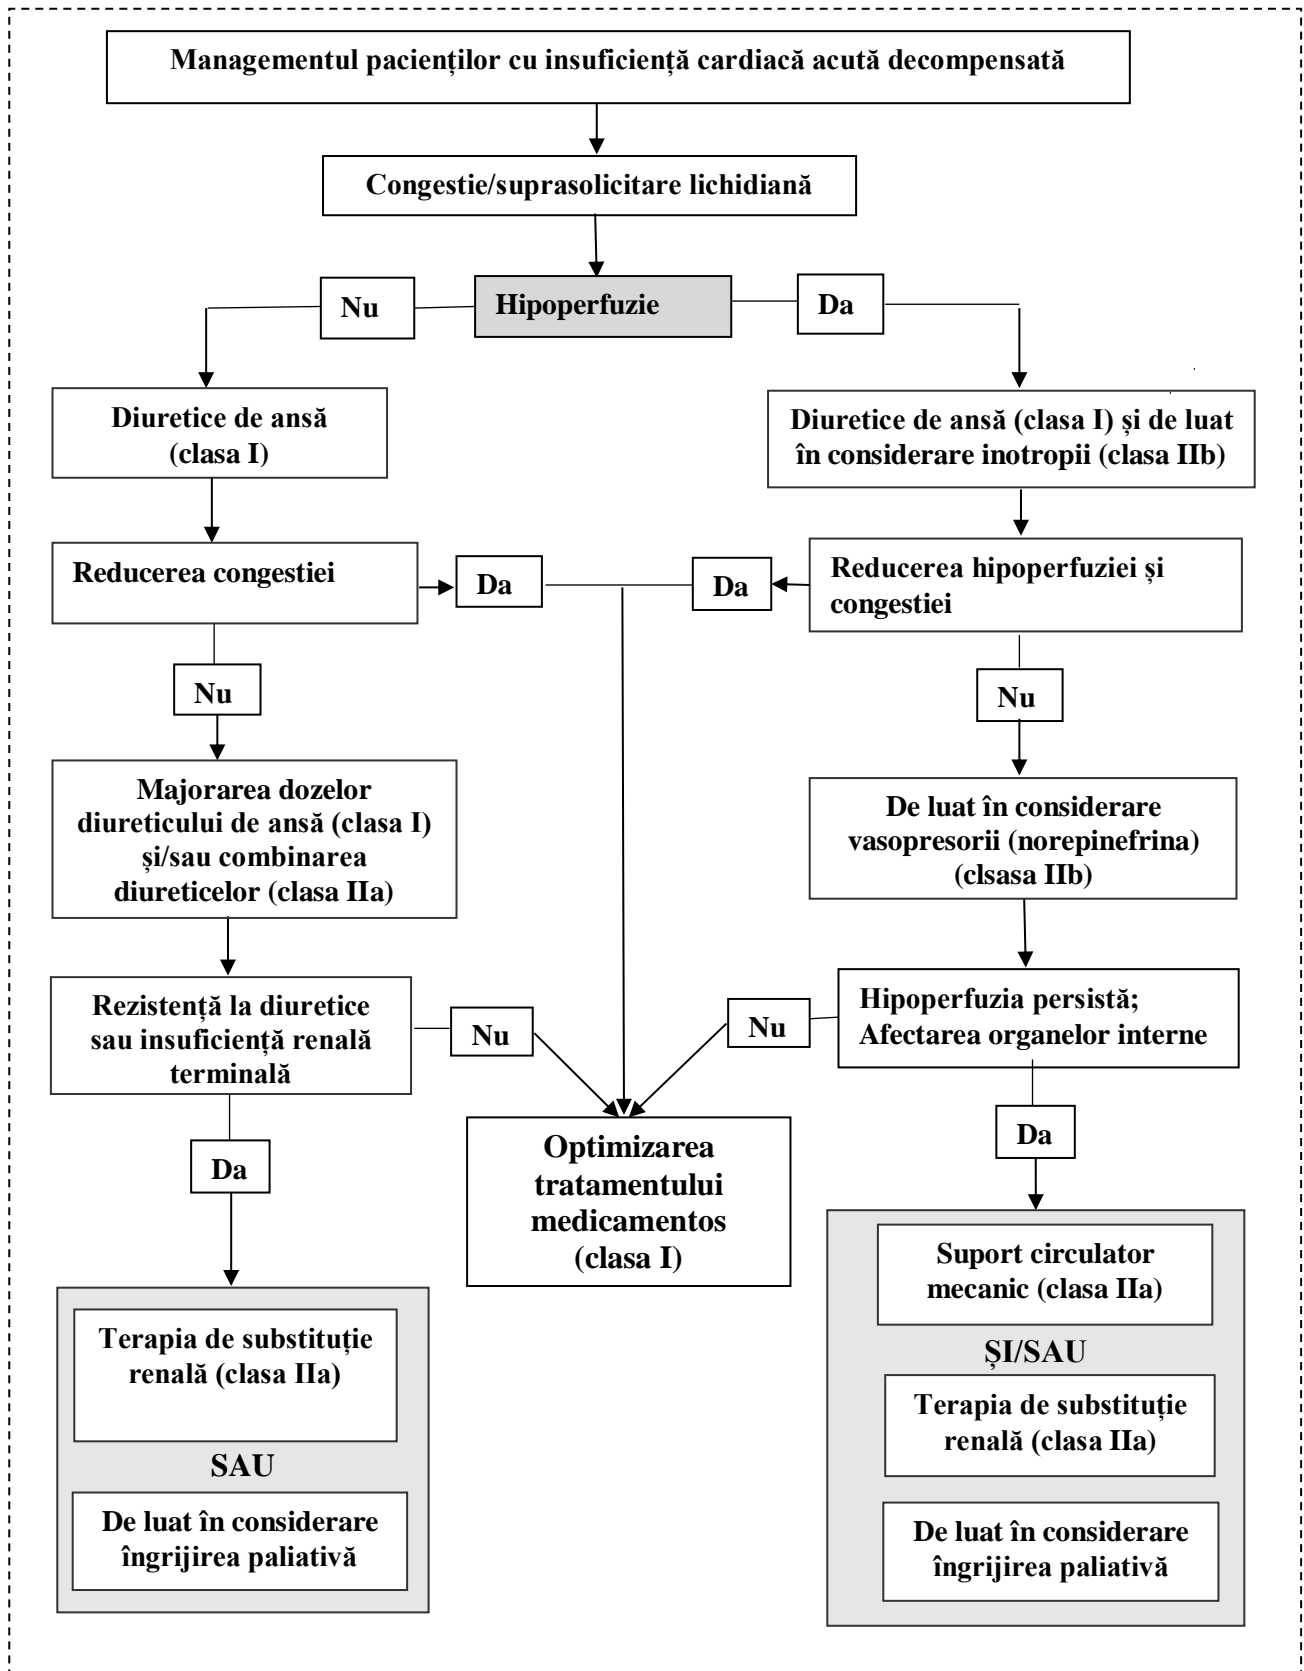 Managementul pacienților cu insuficiență cardiacă acută decompensată
Congestie/suprasolicitare lichidiană
Nu
Hipoperfuzie
Da
Diuretice de ansă
(clasa I)
Diuretice de ansă (clasa I) și de luat
în considerare inotropii (clasa IIb)
Reducerea congestiei
Da
Da
Reducerea hipoperfuziei și
congestiei
Nu
Nu
Majorarea dozelor
diureticului de ansă (clasa I)
și/sau combinarea
diureticelor (clasa IIa)
De luat în considerare
vasopresorii (norepinefrina)
(clsasa IIb)
Rezistență la diuretice
sau insuficiență renală
terminală
Nu
Nu
Hipoperfuzia persistă;
Afectarea organelor interne
Da
Optimizarea
tratamentului
medicamentos
(clasa I)
Da
Terapia de substituție
renală (clasa IIa)
SAU
De luat în considerare
îngrijirea paliativă
Suport circulator
mecanic (clasa IIa)
ȘI/SAU
Terapia de substituție
renală (clasa IIa)
De luat în considerare
îngrijirea paliativă